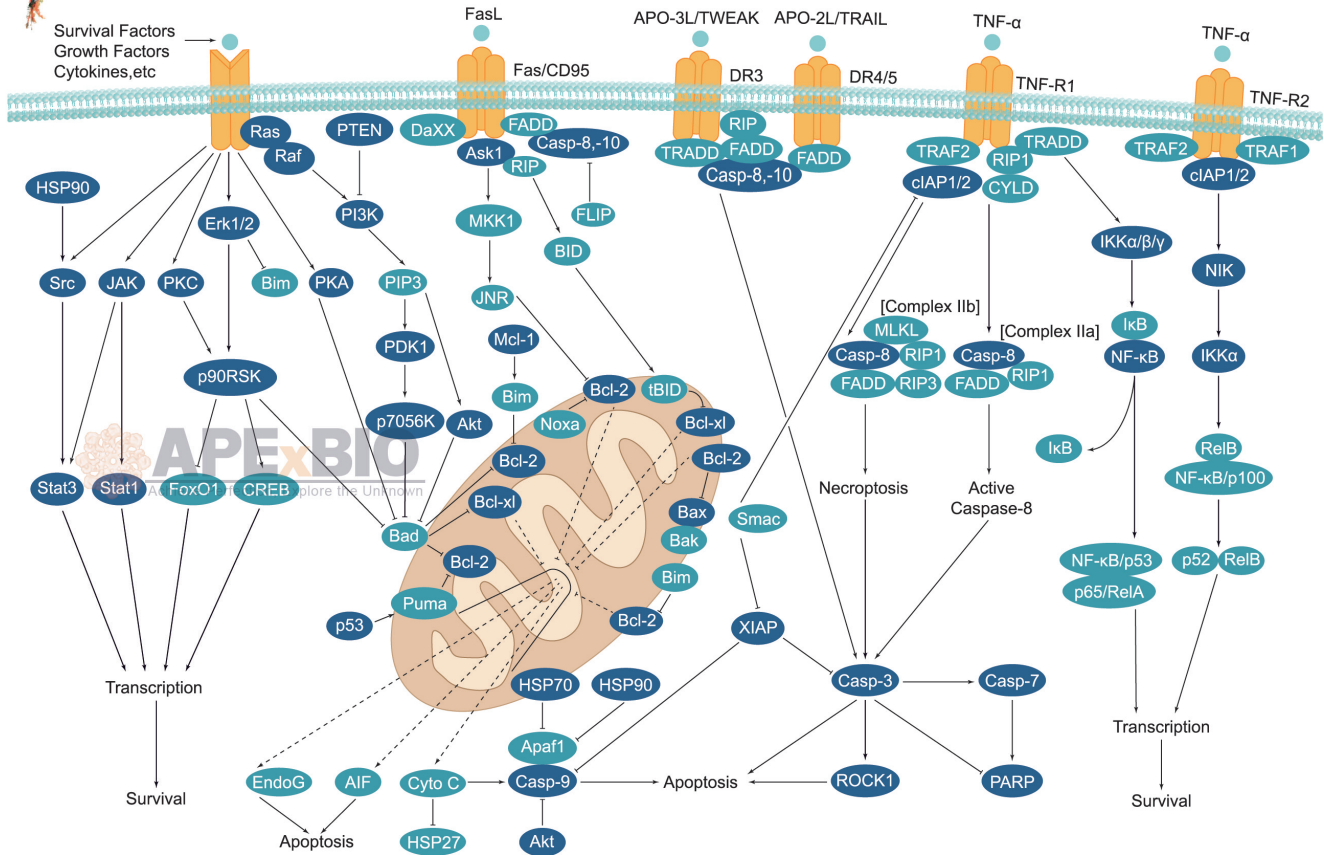 Survival Factors
Growth Factors
Cytokines,etc
FasL
APO-3L/TWEAK
APO-2L/TRAIL
TNF-α
TNF-α
Fas/CD95
DR3
DR4/5
TNF-R1
TNF-R2
Ras
Raf
PTEN
DaXX
FADD
Ask1
RIP
Casp-8,-10
RIP
TRADD
FADD
Casp-8,-10
FADD
TRAF2
RIP1
TRADD
cIAP1/2
CYLD
TRAF2
TRAF1
cIAP1/2
HSP90
Erk1/2
PI3K
MKK1
FLIP
BID
IKKα/β/γ
NIK
Src
JAK
PKC
Bim
PKA
PIP3
JNR
[Complex IIb]
MLKL
Casp-8
RIP1
FADD
RIP3
[Complex IIa]
Casp-8
RIP1
FADD
IκB
NF-κB
IKKα
PDK1
Mcl-1
p90RSK
p7056K
Akt
Bim
Noxa
Bcl-2
tBID
Bcl-xl
Bcl-2
Bcl-2
Bcl-xl
Bax
Bak
Bim
Bcl-2
IκB
RelB
NF-κB/p100
APExBIO
plore the Unknown
Stat3
Stat1
FoxO1
CREB
Bad
Bcl-2
Puma
p53
Smac
Necroptosis
Active
Caspase-8
NF-κB/p53
p65/RelA
p52
RelB
XIAP
HSP70
HSP90
Casp-3
Casp-7
Transcription
Transcription
Apaf1
EndoG
AIF
Cyto C
Casp-9
Apoptosis
ROCK1
PARP
Survival
Survival
Apoptosis
HSP27
Akt